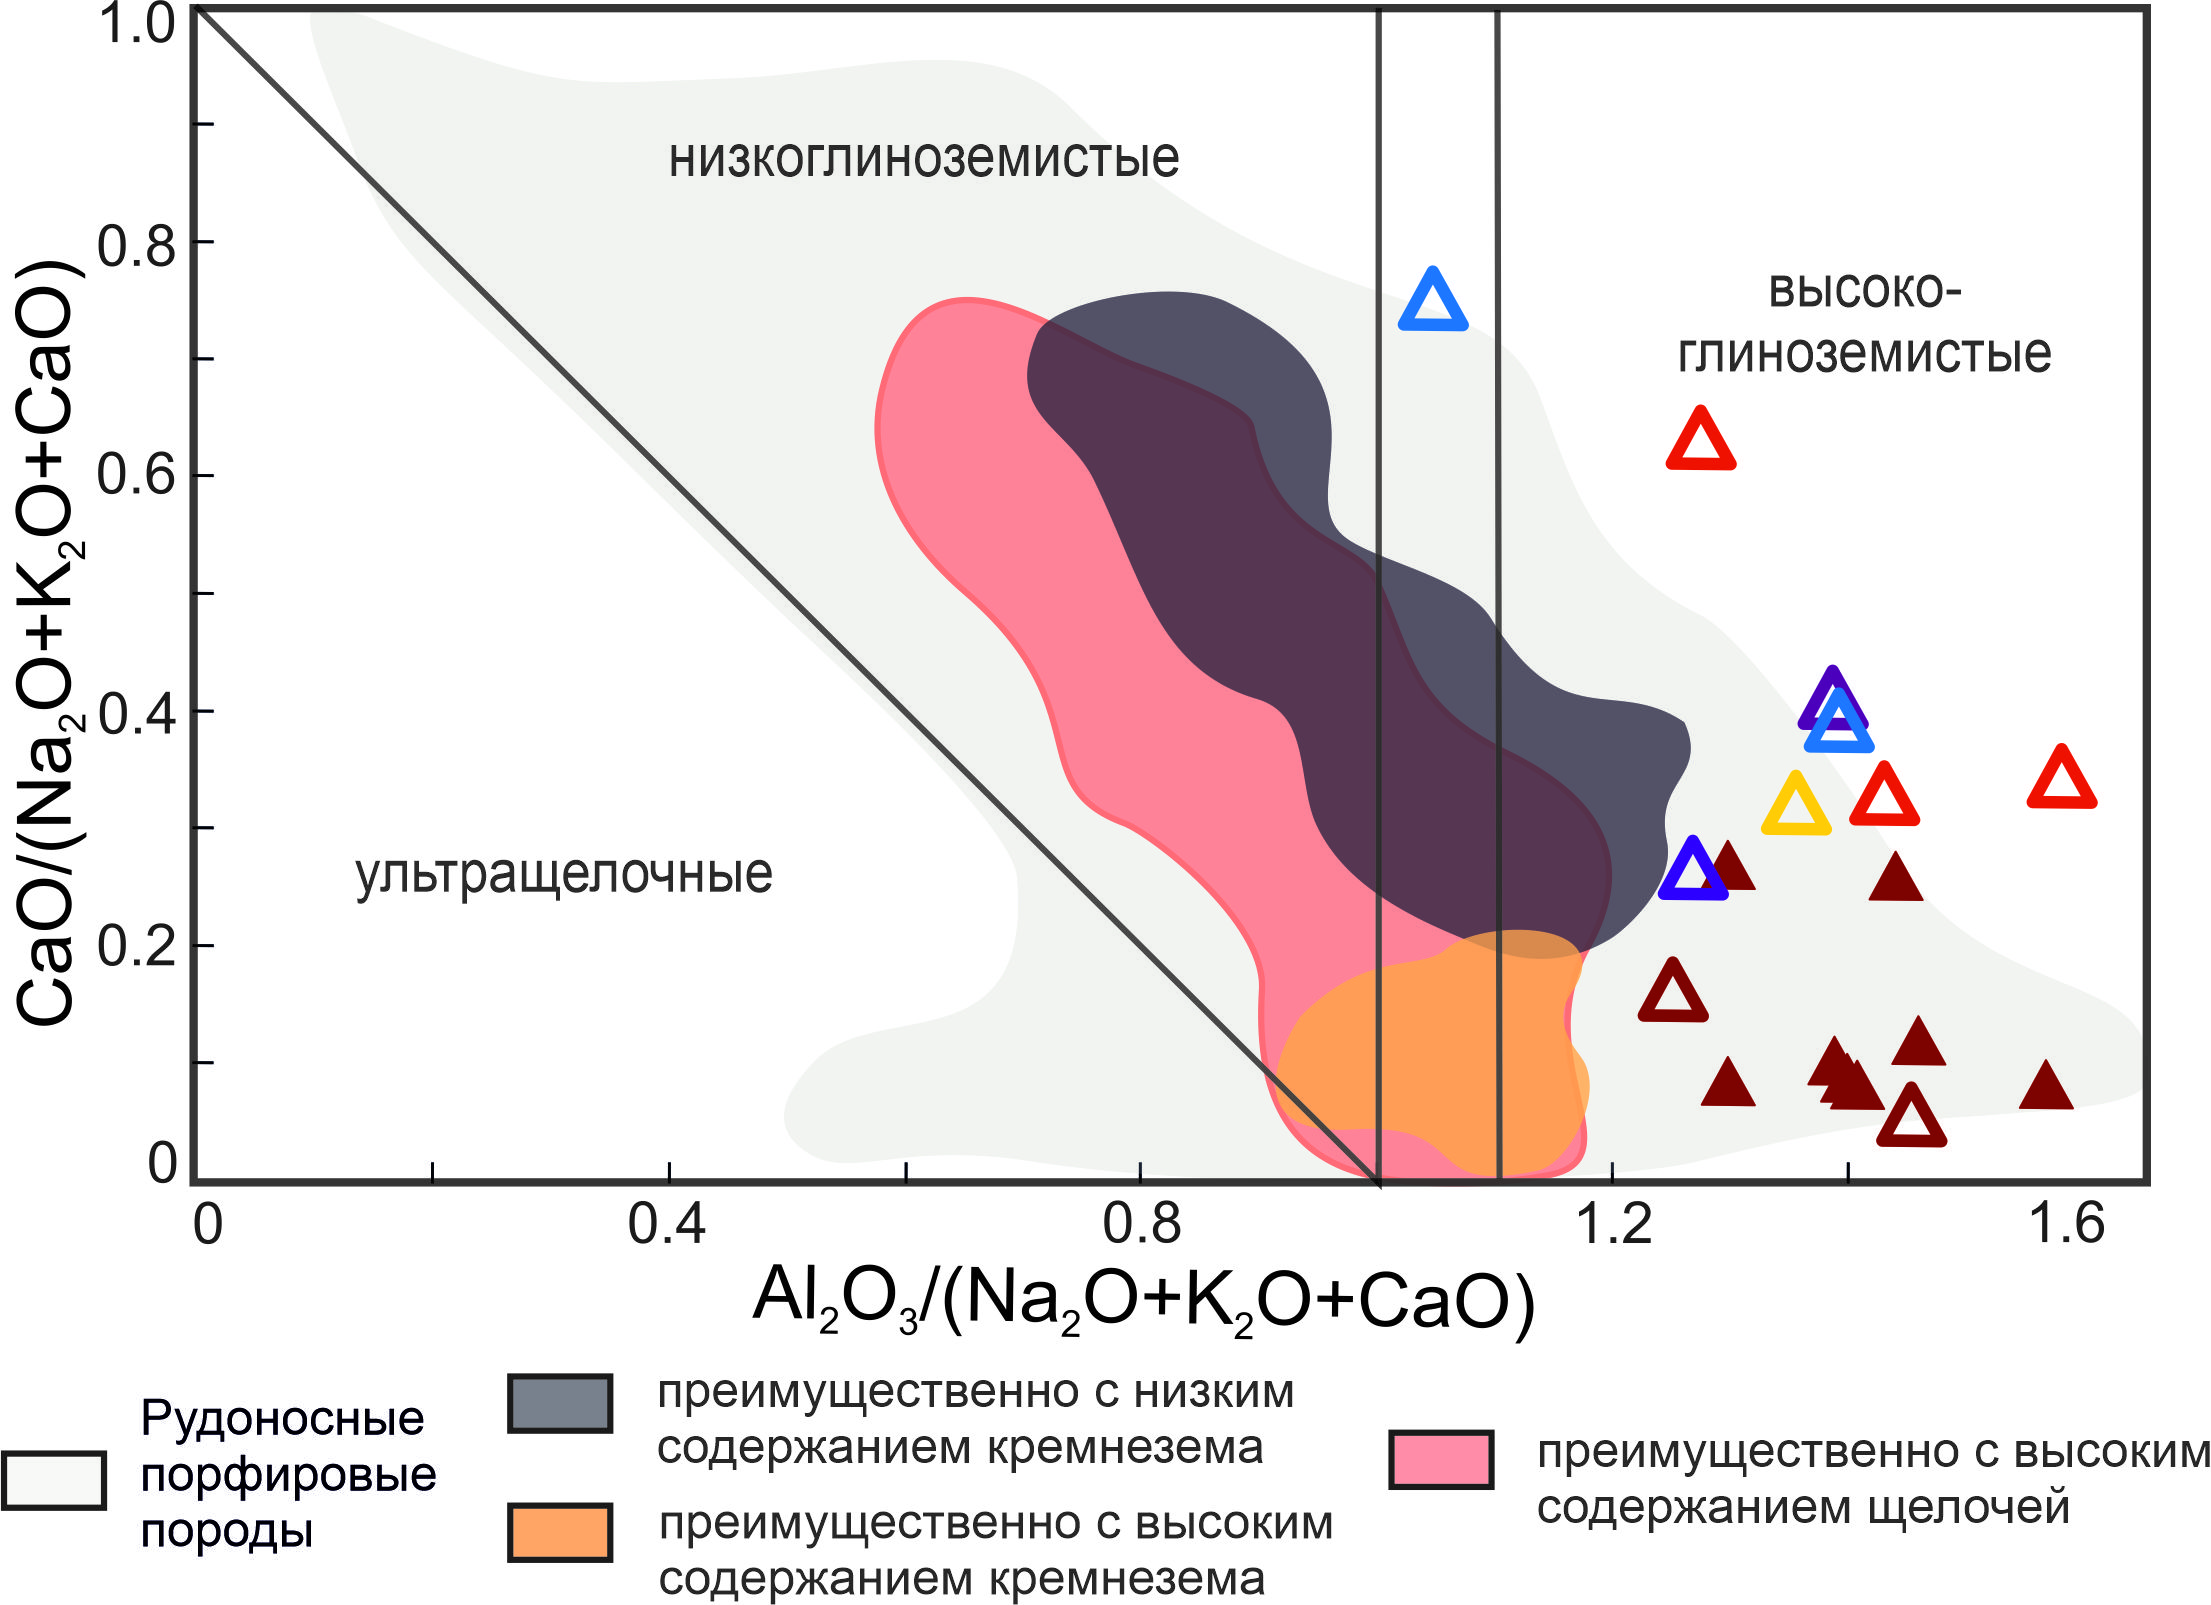 1.0
0.8
0.6
0.4
0.2
0
CaO/(Na₂O+K₂O+CaO)
низкоглиноземистые
высоко-
глиноземистые
ультращелочные
0 0.4 0.8 1.2 1.6
Al₂O₃/(Na₂O+K₂O+CaO)
Рудоносные
порфировые
породы
преимущественно с низким
содержанием кремнезема
преимущественно с высоким
содержанием кремнезема
преимущественно с высоким
содержанием щелочей